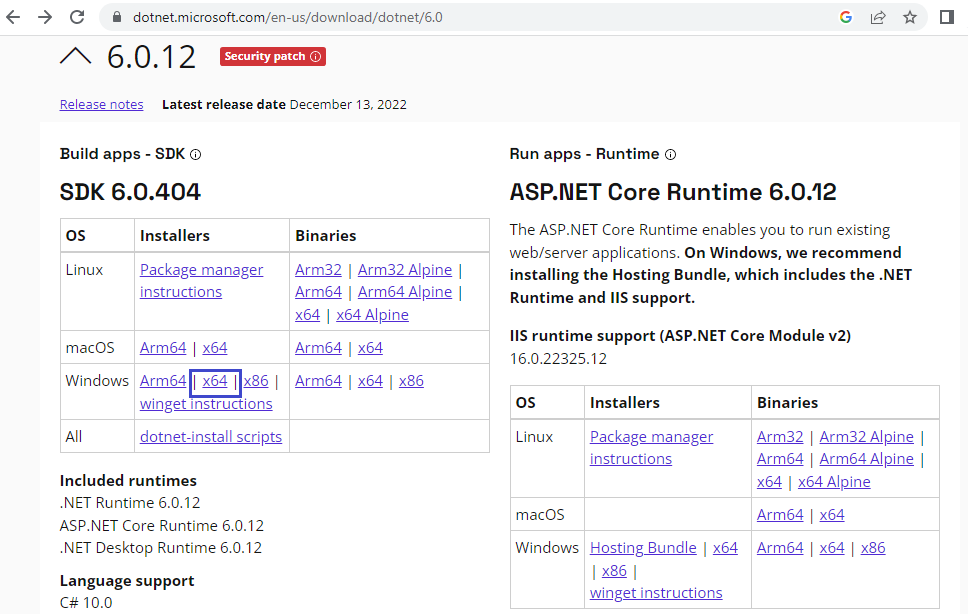 dotnet.microsoft.com/en-us/download/dotnet/6.0
6.0.12 Security patch
Release notes Latest release date December 13, 2022
Build apps - SDK
SDK 6.0.404
OS Installers Binaries
Linux Package manager instructions Arm32 | Arm32 Alpine | Arm64 | Arm64 Alpine | x64 | x64 Alpine
macOS Arm64 | x64 Arm64 | x64
Windows Arm64 | x64 | x86 | winget instructions Arm64 | x64 | x86
All dotnet-install scripts
Included runtimes
.NET Runtime 6.0.12
ASP.NET Core Runtime 6.0.12
.NET Desktop Runtime 6.0.12
Language support
C# 10.0
Run apps - Runtime
ASP.NET Core Runtime 6.0.12
The ASP.NET Core Runtime enables you to run existing
web/server applications. On Windows, we recommend
installing the Hosting Bundle, which includes the .NET
Runtime and IIS support.
IIS runtime support (ASP.NET Core Module v2)
16.0.22325.12
OS Installers Binaries
Linux Package manager instructions Arm32 | Arm32 Alpine | Arm64 | Arm64 Alpine | x64 | x64 Alpine
macOS Arm64 | x64
Windows Hosting Bundle | x64 | x86 | winget instructions Arm64 | x64 | x86